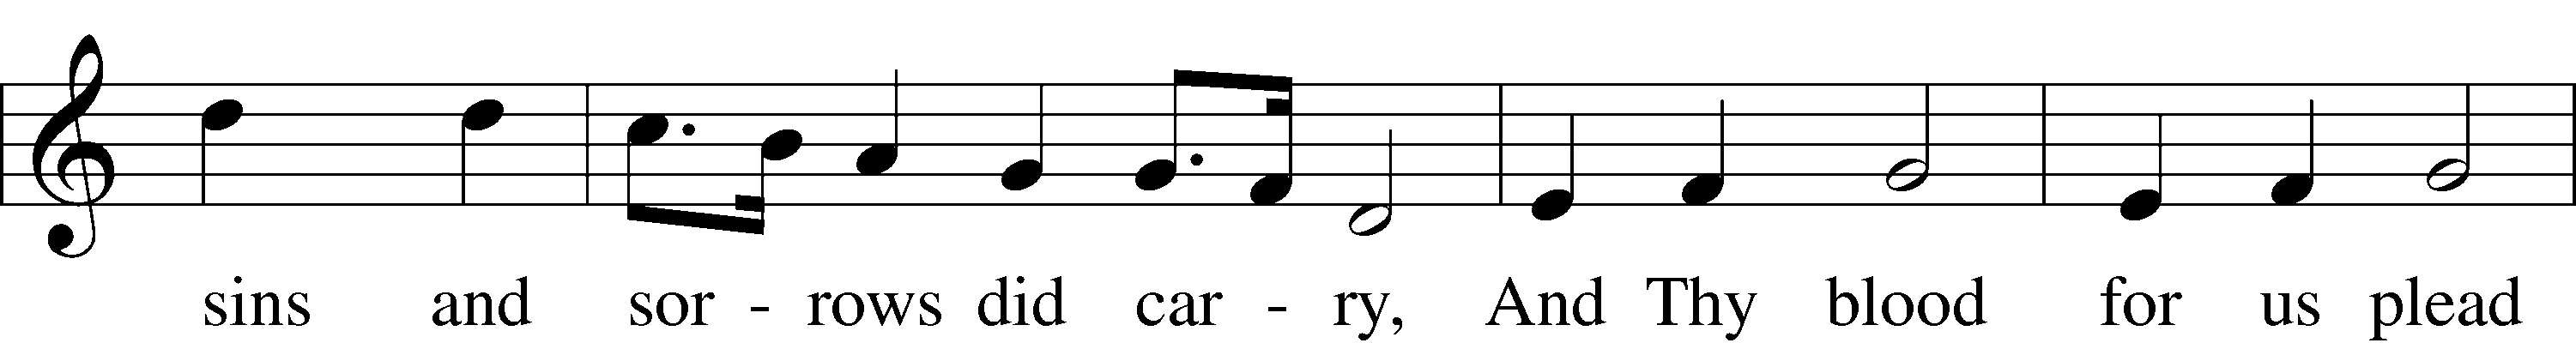 sins and sor - rows did car - ry, And Thy blood for us plead